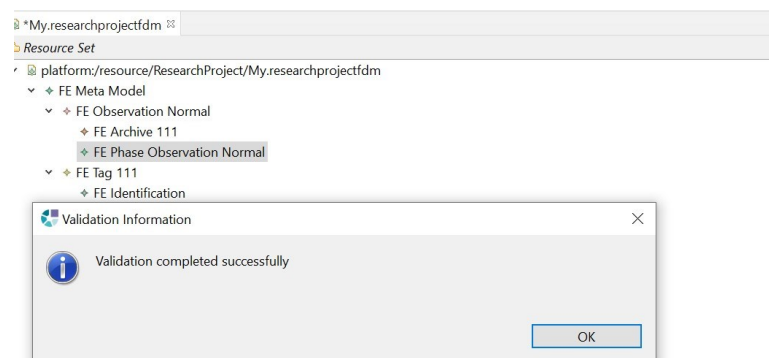 *My.researchprojectfdm
Resource Set
platform:/resource/ResearchProject/My.researchprojectfdm
FE Meta Model
FE Observation Normal
FE Archive 111
FE Phase Observation Normal
FE Tag 111
FE Identification
Validation Information
Validation completed successfully
OK